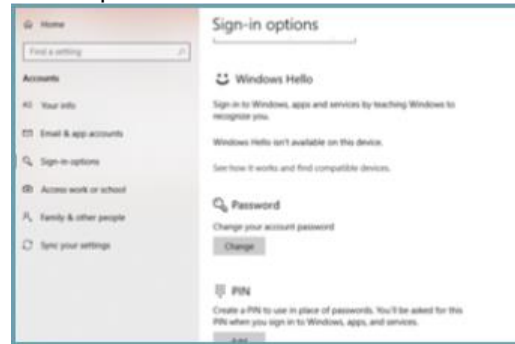 Home
Find a setting
Accounts
Your info
Email & app accounts
Sign-in options
Access work or school
Family & other people
Sync your settings
Sign-in options
Windows Hello
Sign in to Windows, apps and services by teaching Windows to
recognize you.
Windows Hello isn't available on this device.
See how it works and find compatible devices.
Password
Change your account password
Change
PIN
Create a PIN to use in place of passwords. You'll be asked for this
PIN when you sign in to Windows, apps, and services.
Add